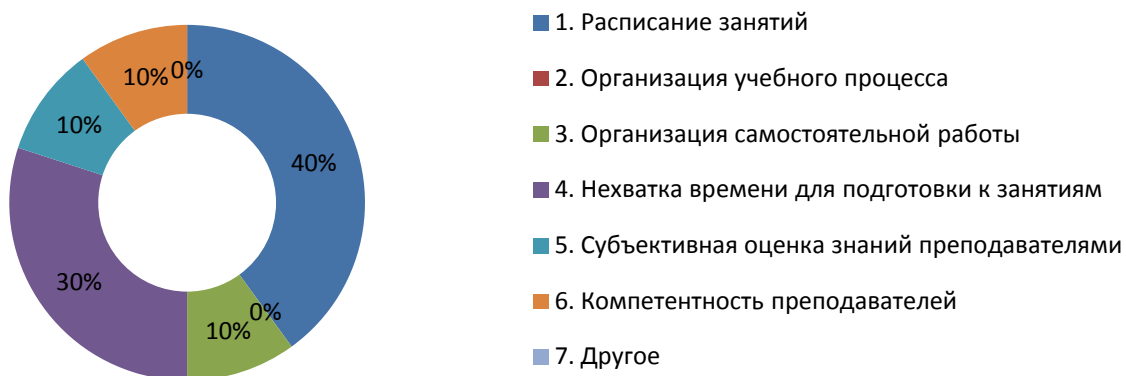 10%
0%
40%
10%
30%
0%
10%
1. Расписание занятий
2. Организация учебного процесса
3. Организация самостоятельной работы
4. Нехватка времени для подготовки к занятиям
5. Субъективная оценка знаний преподавателями
6. Компетентность преподавателей
7. Другое